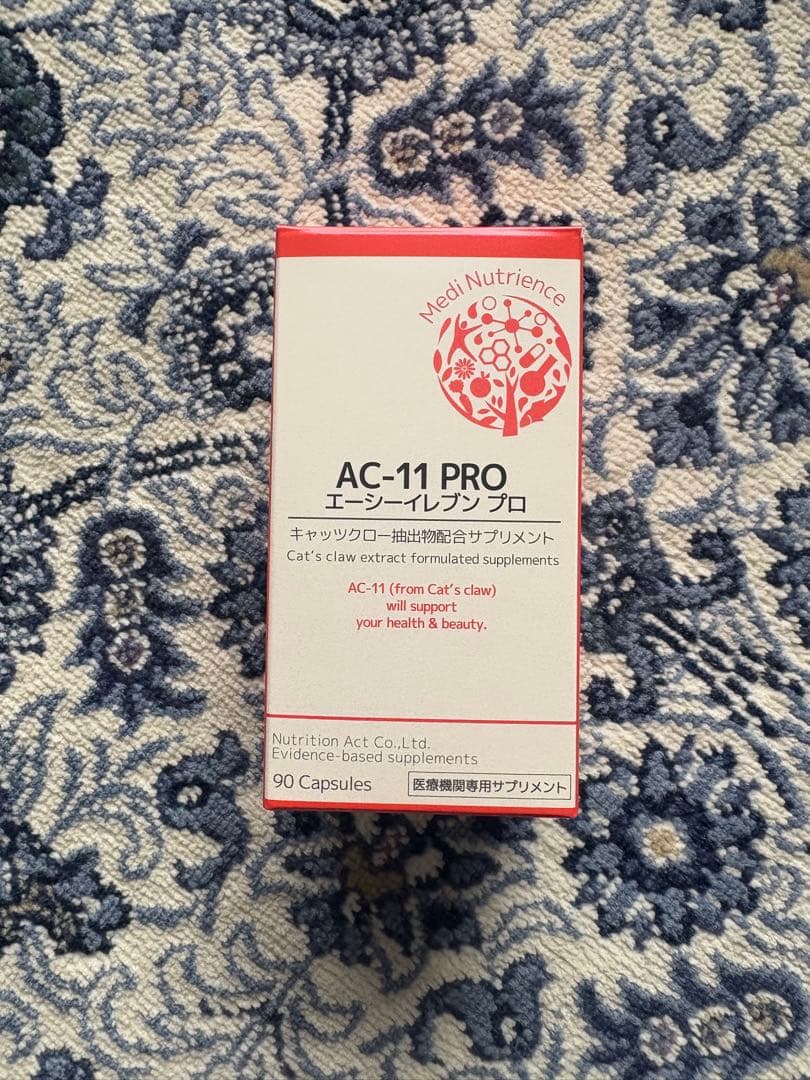 Medi Nutrience
AC-11 PRO
エーシーイレブン プロ
キャッツクロー抽出物配合サプリメント
Cat's claw extract formulated supplements
AC-11 (from Cat's claw)
will support
your health & beauty.
Nutrition Act Co.,Ltd.
Evidence-based supplements
90 Capsules
医療機関専用サプリメント